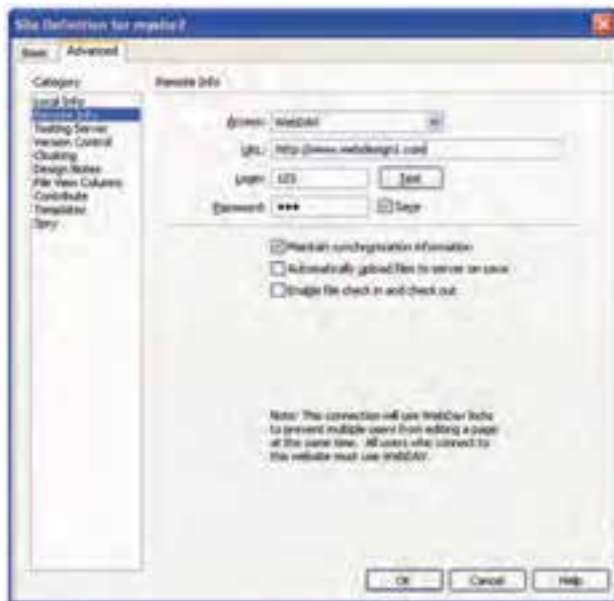 Site Definition for mysite2
Basic
Advanced
Category
Local Info
Remote Info
Testing Server
Version Control
Cloaking
Design Notes
File View Columns
Contribute
Templates
Spry
Remote Info
Access: WebDAV
URL: http://www.webdesign1.com
Login: 123
Test
Password: •••
Save
Maintain synchronization information
Automatically upload files to server on save
Enable file check in and check out
Note: This connection will use WebDav locks
to prevent multiple users from editing a page
at the same time. All users who connect to
this website must use WebDAV.
OK
Cancel
Help